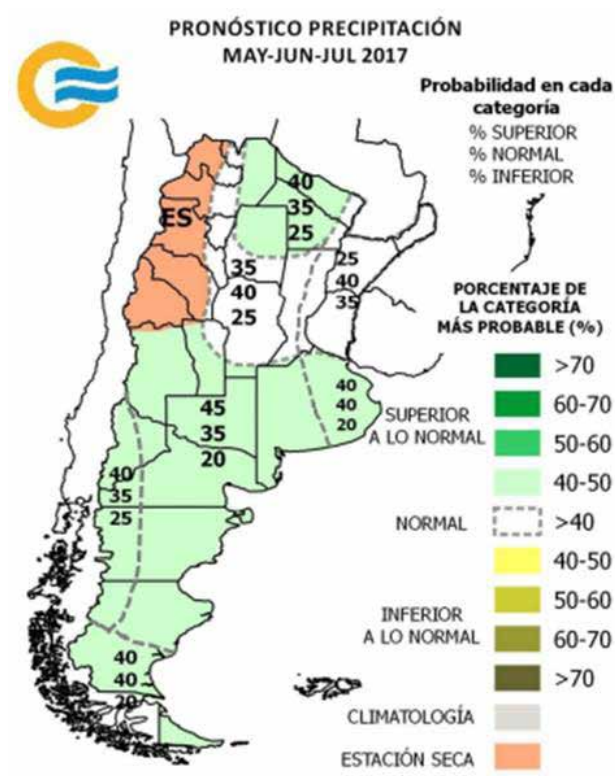 PRONÓSTICO PRECIPITACIÓN
MAY-JUN-JUL 2017
Probabilidad en cada
categoría
% SUPERIOR
% NORMAL
% INFERIOR
40
35
25
ES
25
40
35
35
40
25
40
40
20
45
35
20
40
35
25
40
40
20
PORCENTAJE DE
LA CATEGORÍA
MÁS PROBABLE (%)
SUPERIOR
A LO NORMAL
>70
60-70
50-60
40-50
NORMAL
>40
INFERIOR
A LO NORMAL
40-50
50-60
60-70
>70
CLIMATOLOGÍA
ESTACIÓN SECA